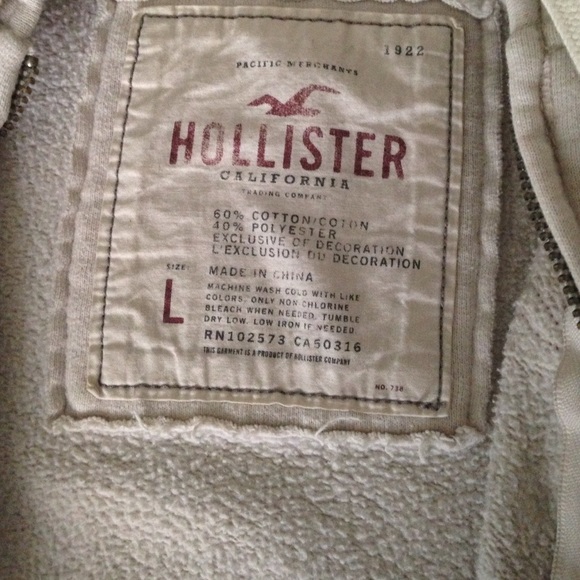 1922
PACIFIC MERCHANTS
HOLLISTER
CALIFORNIA
TRADING COMPANY
60% COTTON/COTON
40% POLYESTER
EXCLUSIVE OF DECORATION
L'EXCLUSION DU DECORATION
SIZE: L
MADE IN CHINA
MACHINE WASH COLD WITH LIKE
COLORS, ONLY NON CHLORINE
BLEACH WHEN NEEDED, TUMBLE
DRY LOW, LOW IRON IF NEEDED
RN102573 CA50316
THIS GARMENT IS A PRODUCT OF HOLLISTER COMPANY
NO. 738